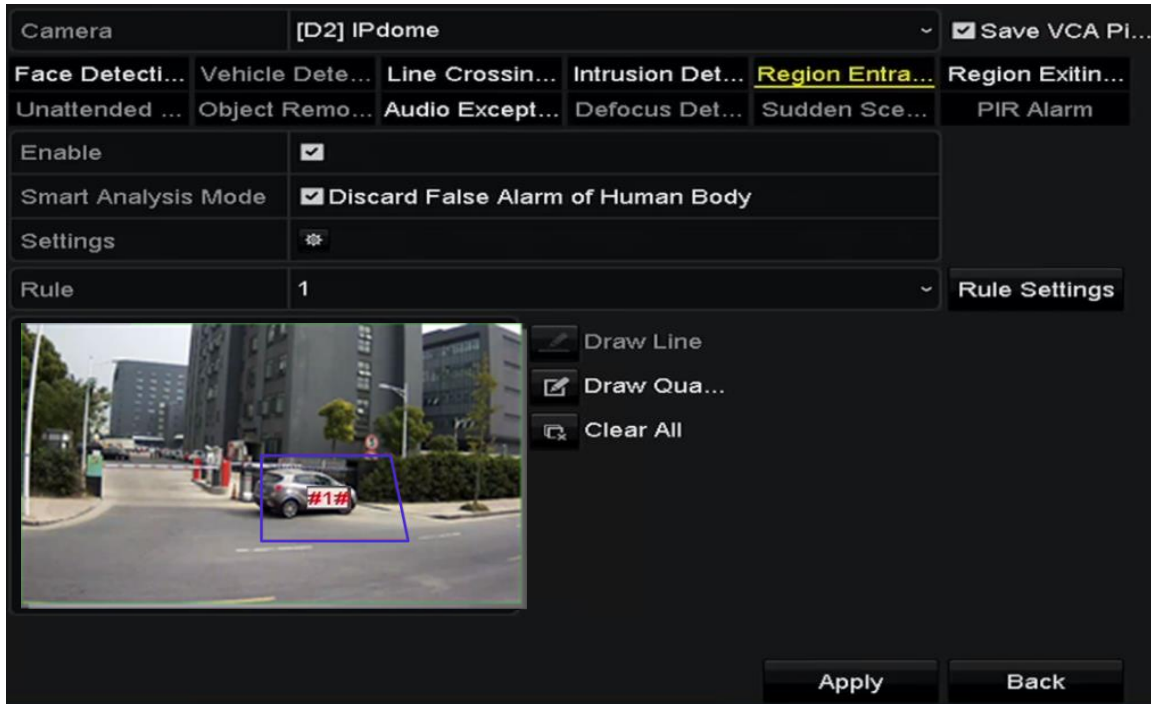 Camera [D2] IPdome Save VCA Pi...
Face Detecti... Vehicle Dete... Line Crossin... Intrusion Det... Region Entra... Region Exitin...
Unattended ... Object Remo... Audio Except... Defocus Det... Sudden Sce... PIR Alarm
Enable
Smart Analysis Mode Discard False Alarm of Human Body
Settings
Rule 1 Rule Settings
Draw Line
Draw Qua...
Clear All
#1#
Apply Back